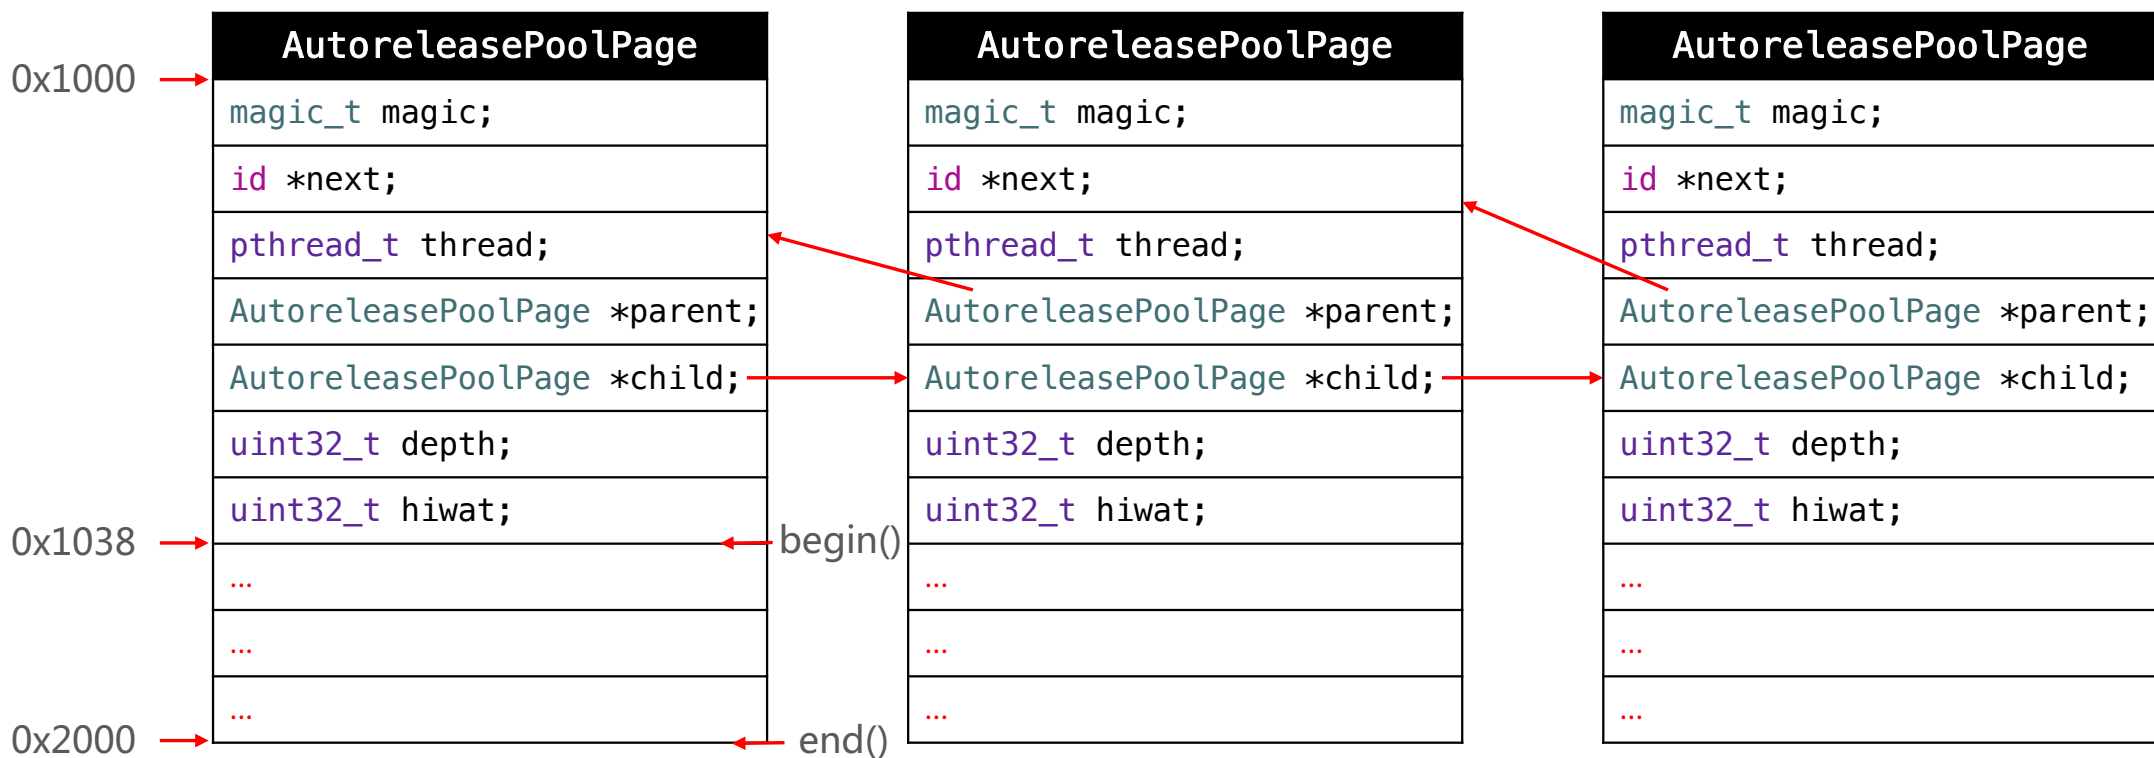 AutoreleasePoolPage AutoreleasePoolPage AutoreleasePoolPage
0x1000
magic_t magic; magic_t magic; magic_t magic;
id *next; id *next; id *next;
pthread_t thread; pthread_t thread; pthread_t thread;
AutoreleasePoolPage *parent; AutoreleasePoolPage *parent; AutoreleasePoolPage *parent;
AutoreleasePoolPage *child; AutoreleasePoolPage *child; AutoreleasePoolPage *child;
uint32_t depth; uint32_t depth; uint32_t depth;
uint32_t hiwat; uint32_t hiwat; uint32_t hiwat;
0x1038 begin()
... ... ...
... ... ...
... ... ...
0x2000 end()